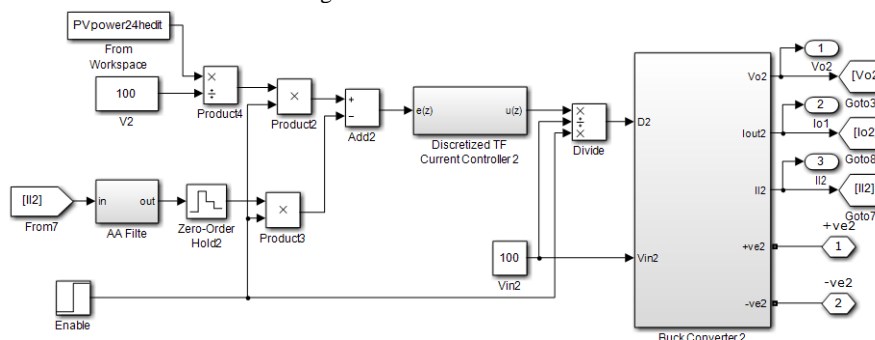 PVpower24hedit
From
Workspace
100
V2
×
÷
Product4
×
Product2
+
−
Add2
e(z)
u(z)
Discretized TF
Current Controller 2
×
÷
×
Divide
D2
Vin2
Vo2
Iout2
Il2
+ve2
-ve2
Buck Converter 2
1
Vo2
[Vo2
Goto3
2
Io1
[Io2
Goto8
3
Il2
[Il2]
Goto7
+ve2
1
-ve2
2
[Il2]
From7
in
out
AA Filte
Zero-Order
Hold2
×
Product3
100
Vin2
Enable